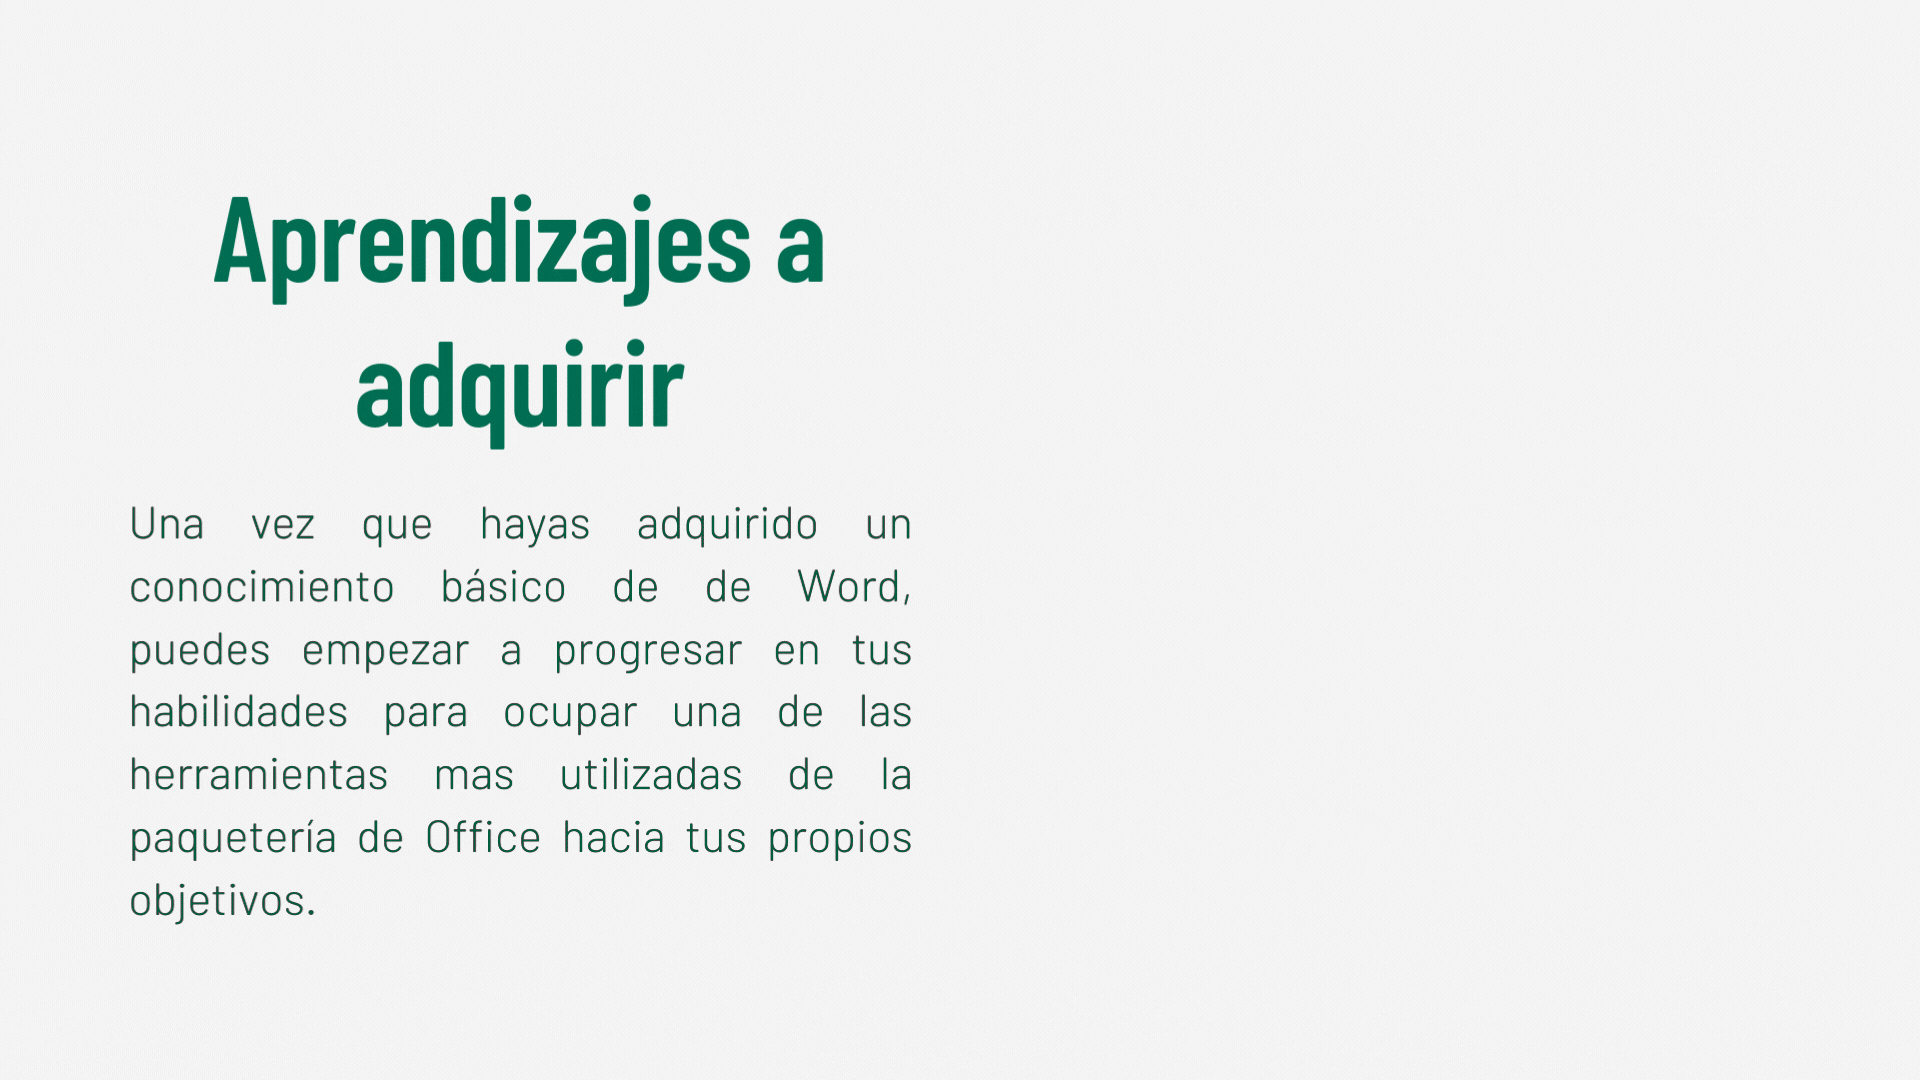 Aprendizajes a
adquirir
Una vez que hayas adquirido un
conocimiento básico de de Word,
puedes empezar a progresar en tus
habilidades para ocupar una de las
herramientas mas utilizadas de la
paquetería de Office hacia tus propios
objetivos.